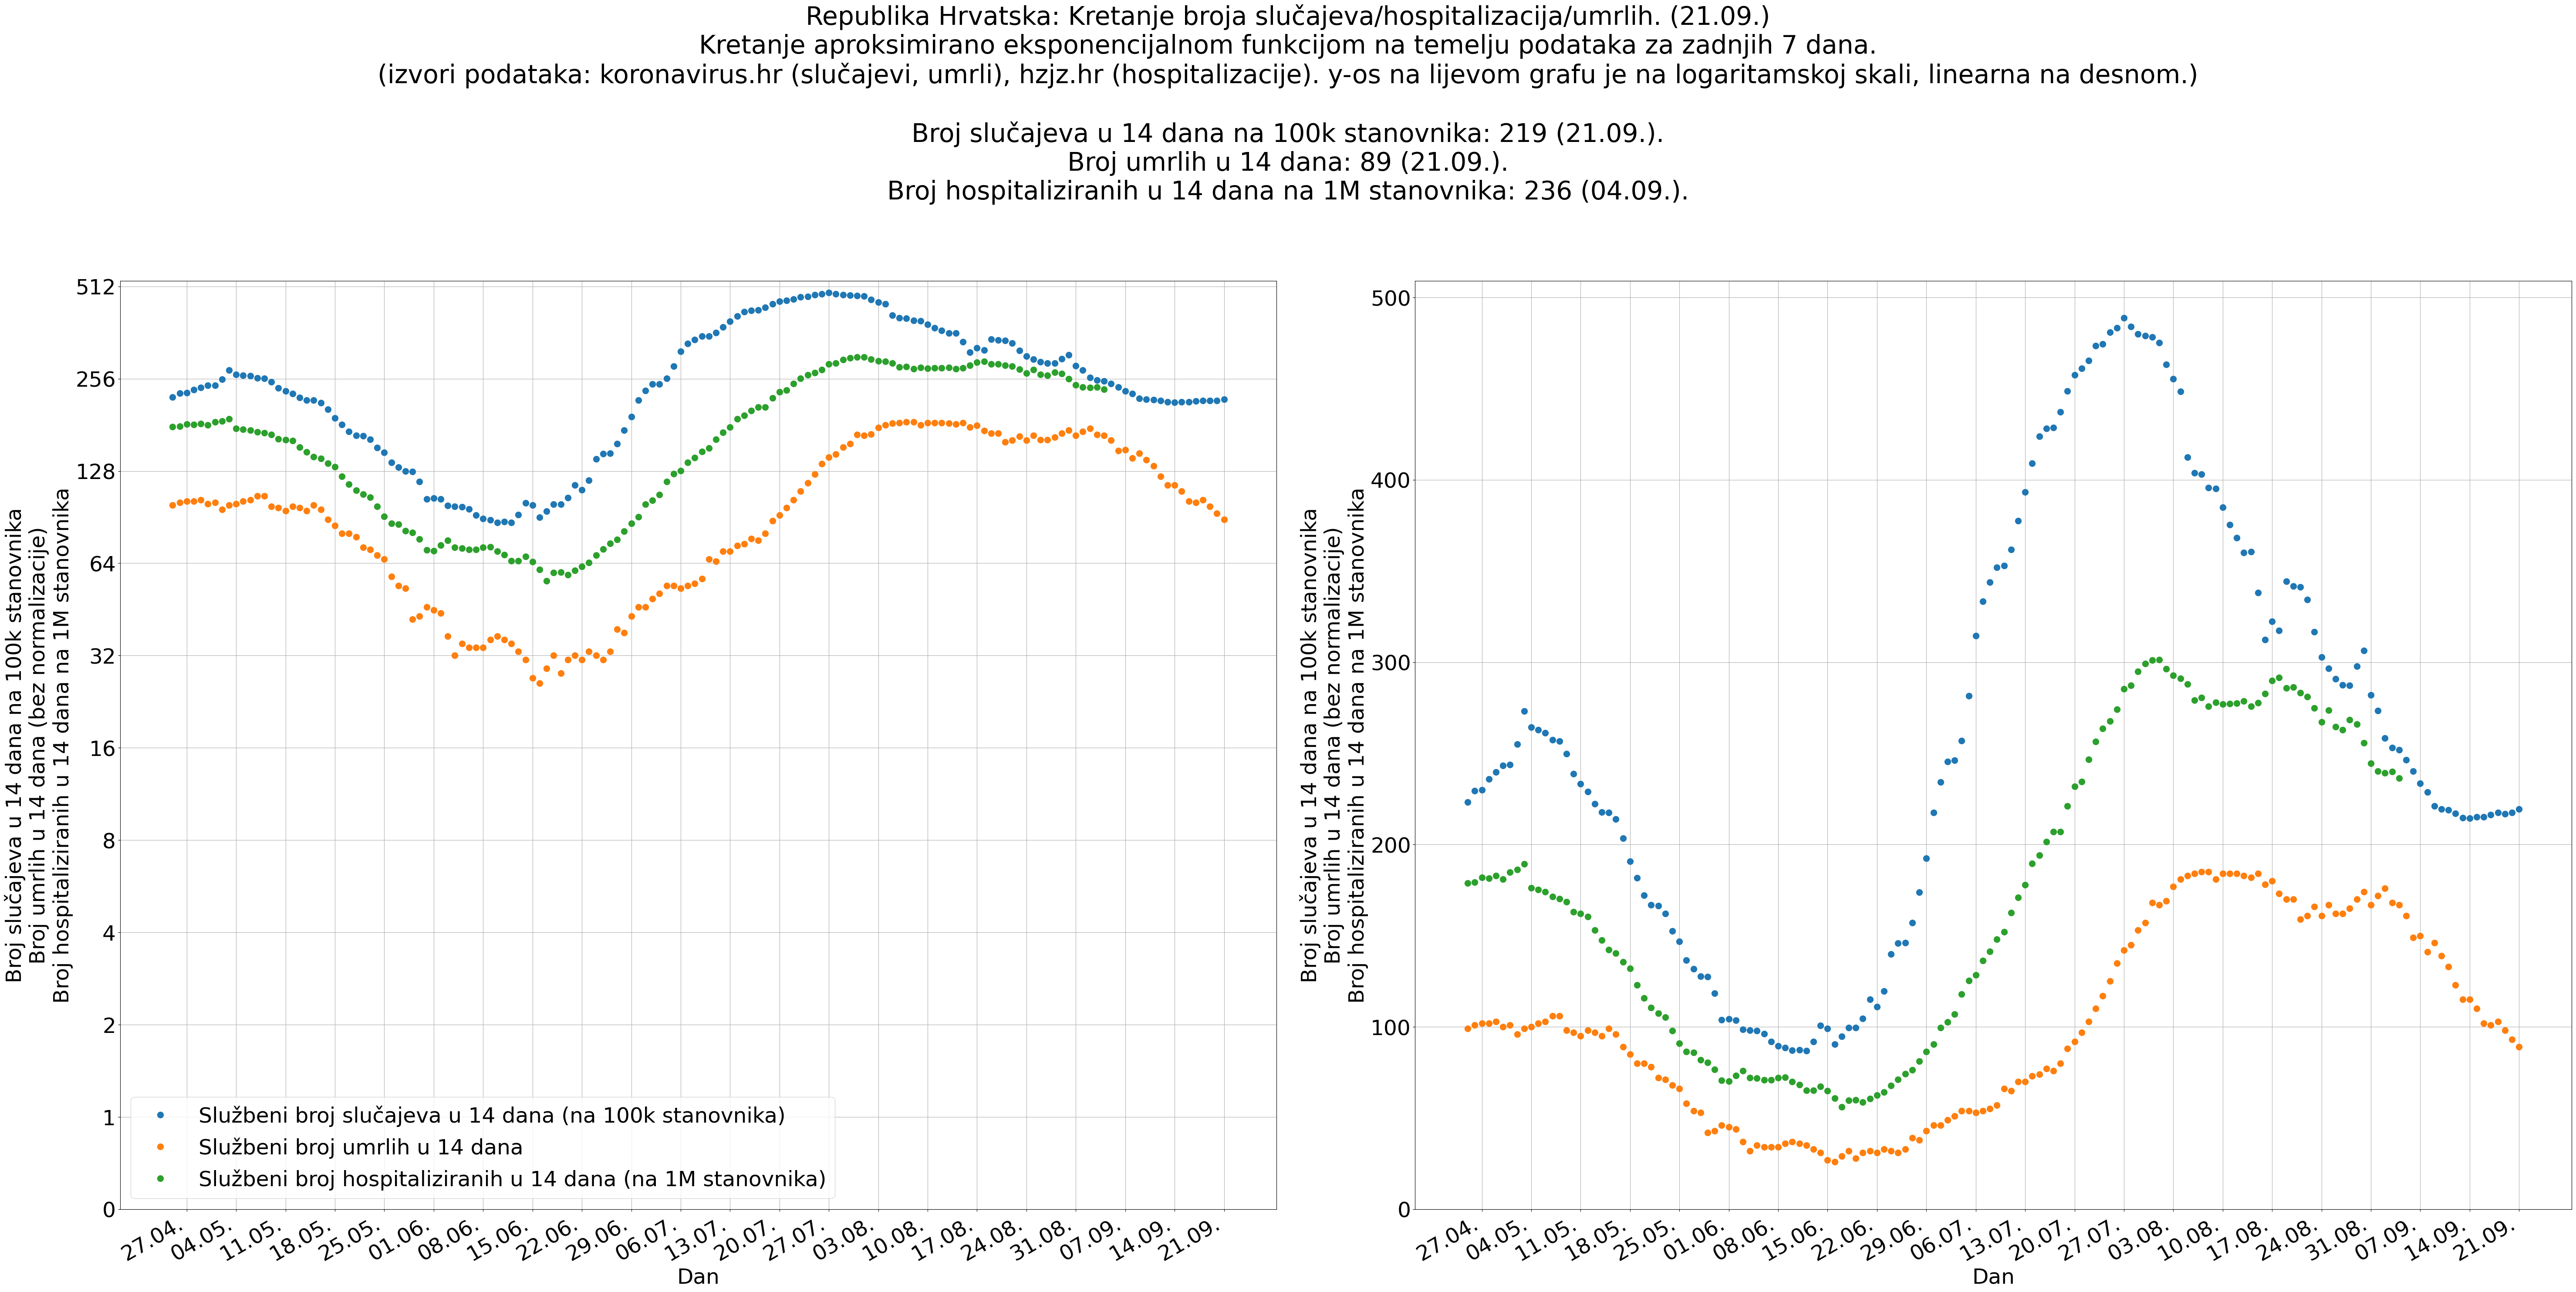 Republika Hrvatska: Kretanje broja slučajeva/hospitalizacija/umrlih. (21.09.)
Kretanje aproksimirano eksponencijalnom funkcijom na temelju podataka za zadnjih 7 dana.
(izvori podataka: koronavirus.hr (slučajevi, umrli), hzjz.hr (hospitalizacije). y-os na lijevom grafu je na logaritamskoj skali, linearna na desnom.)
Broj slučajeva u 14 dana na 100k stanovnika: 219 (21.09.).
Broj umrlih u 14 dana: 89 (21.09.).
Broj hospitaliziranih u 14 dana na 1M stanovnika: 236 (04.09.).
Broj slučajeva u 14 dana na 100k stanovnika
Broj umrlih u 14 dana (bez normalizacije)
Broj hospitaliziranih u 14 dana na 1M stanovnika
512
256
128
64
32
16
8
4
2
1
0
Službeni broj slučajeva u 14 dana (na 100k stanovnika)
Službeni broj umrlih u 14 dana
Službeni broj hospitaliziranih u 14 dana (na 1M stanovnika)
27.04. 04.05. 11.05. 18.05. 25.05. 01.06. 08.06. 15.06. 22.06. 29.06. 06.07. 13.07. 20.07. 27.07. 03.08. 10.08. 17.08. 24.08. 31.08. 07.09. 14.09. 21.09.
Dan
Broj slučajeva u 14 dana na 100k stanovnika
Broj umrlih u 14 dana (bez normalizacije)
Broj hospitaliziranih u 14 dana na 1M stanovnika
500
400
300
200
100
0
27.04. 04.05. 11.05. 18.05. 25.05. 01.06. 08.06. 15.06. 22.06. 29.06. 06.07. 13.07. 20.07. 27.07. 03.08. 10.08. 17.08. 24.08. 31.08. 07.09. 14.09. 21.09.
Dan